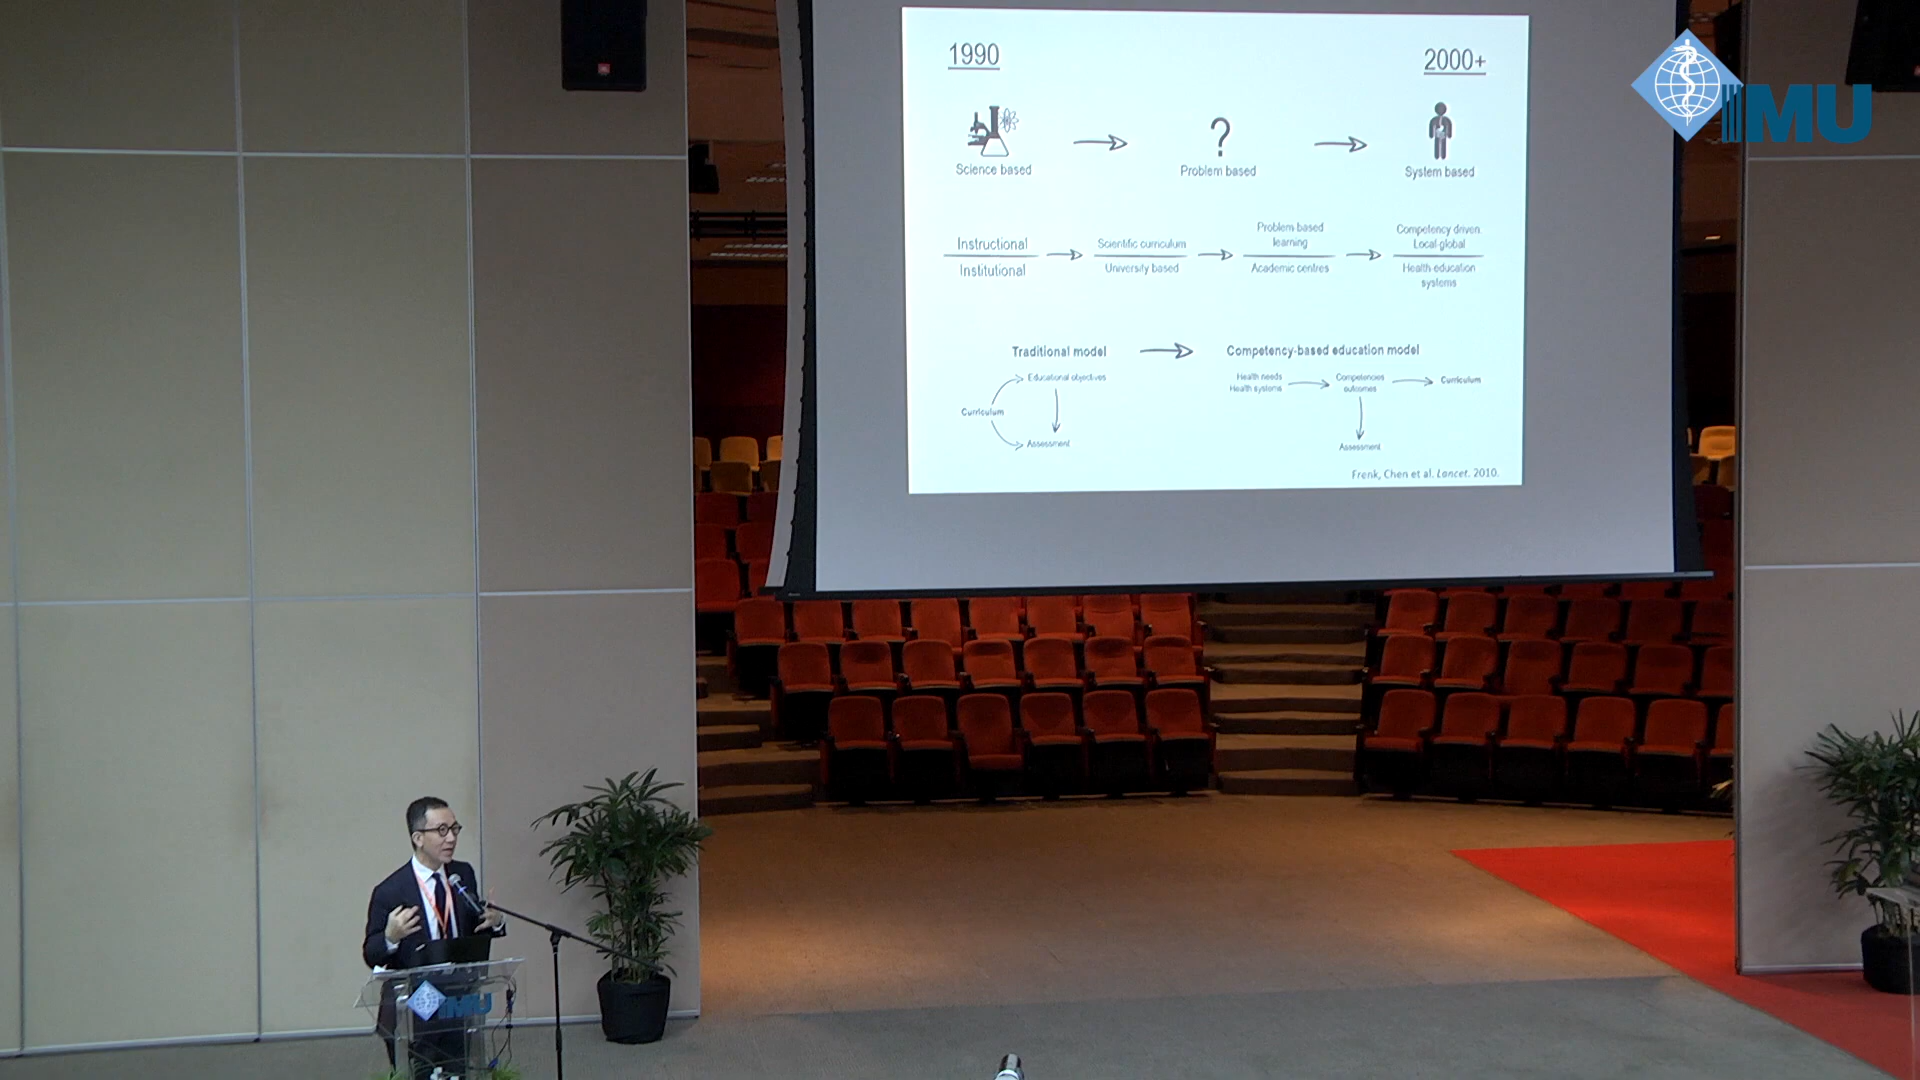 1990
2000+
Science based
Problem based
System based
Instructional
Institutional
Scientific curriculum
University based
Problem based
learning
Academic centres
Competency driven
Local-global
Health education
systems
Traditional model
Competency-based education model
Curriculum
Educational objectives
Assessment
Health needs
Health systems
Competencies
outcomes
Curriculum
Assessment
Frenk, Chen et al. Lancet. 2010.
IMU
IMU